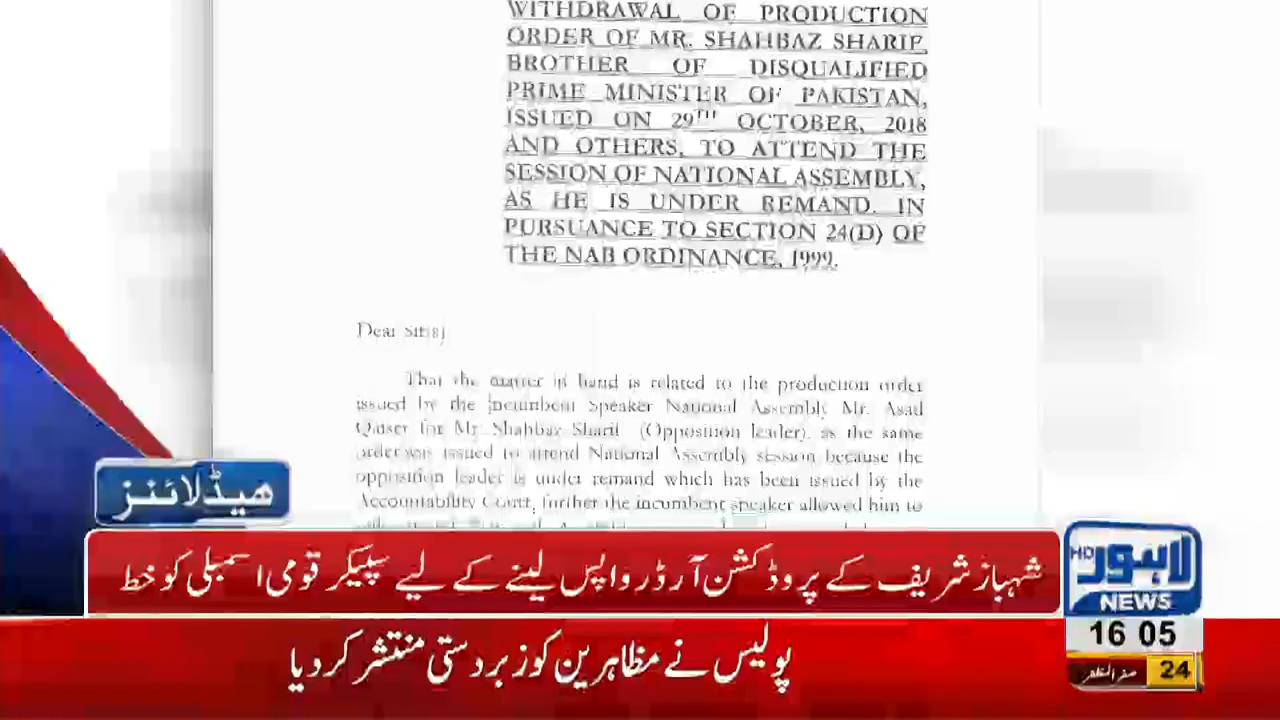 WITHDRAWAL OF PRODUCTION
ORDER OF MR. SHAHBAZ SHARIF,
BROTHER OF DISQUALIFIED
PRIME MINISTER OF PAKISTAN,
ISSUED ON 29TH OCTOBER, 2018
AND OTHERS, TO ATTEND THE
SESSION OF NATIONAL ASSEMBLY,
AS HE IS UNDER REMAND, IN
PURSUANCE TO SECTION 24(D) OF
THE NAB ORDINANCE, 1999.
Dear Sir(s)
That the matter in hand is related to the production order
issued by the incumbent Speaker National Assembly Mr. Asad
Qaiser for Mr. Shahbaz Sharif (Opposition leader), as the same
order was issued to attend National Assembly session because the
opposition leader is under remand which has been issued by the
Accountability Court, further the incumbent speaker allowed him to
ھیڈلائنز
شہباز شریف کے پروڈکشن آرڈر واپس لینے کے لیے سپیکر قومی اسمبلی کو خط
لاہور HD
NEWS
16 05
پولیس نے مظاہرین کو زبردستی منتشر کر دیا
صفر المظفر 24